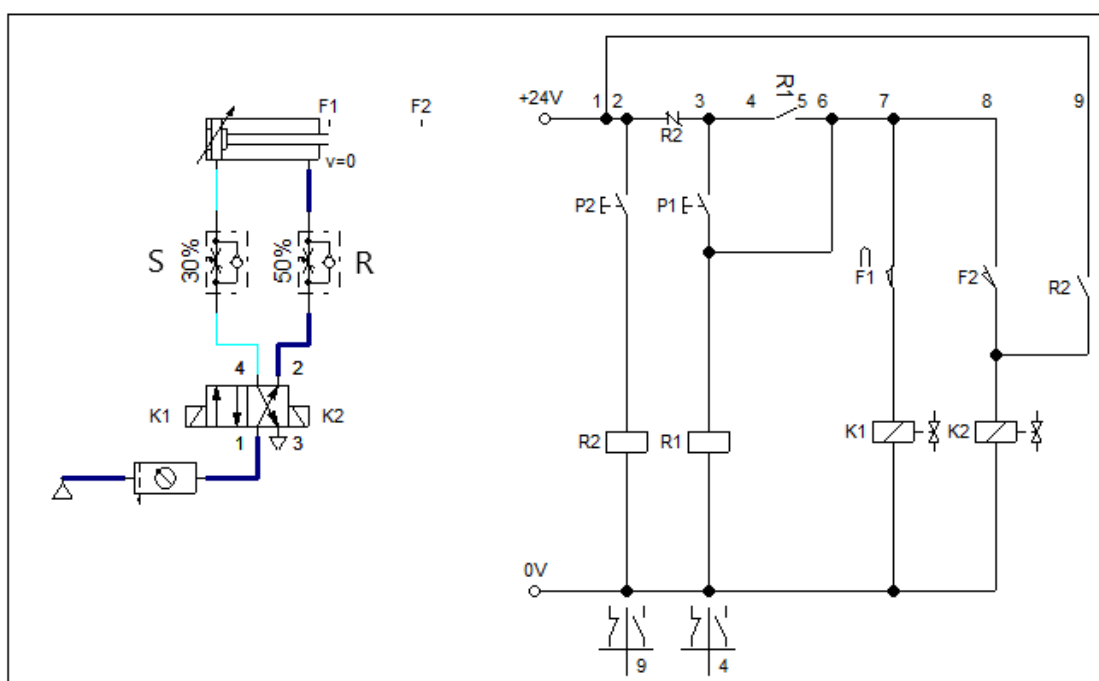 F1 F2
+24V 1 2 3 4 R1 5 6 7 8 9
R2
v=0
P2 P1
S 30% 50% R
F1 F2 R2
4 2
K1 K2
R2 R1 K1 K2
1 3
0V
9 4